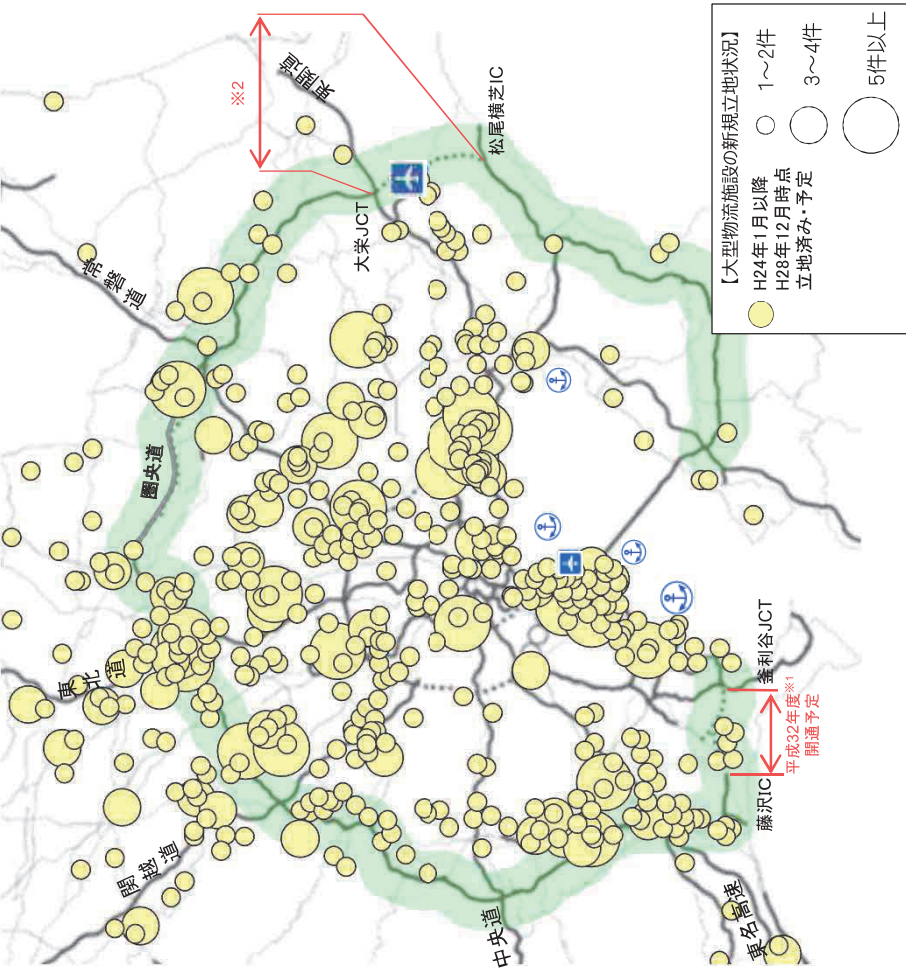 ※2
東関道
松尾横芝IC
大栄JCT
常磐道
圏央道
東北道
関越道
中央道
東名高速
藤沢IC
釜利谷JCT
平成32年度※1
開通予定
【大型物流施設の新規立地状況】
H24年1月以降
H28年12月時点
立地済み・予定
1～2件
3～4件
5件以上